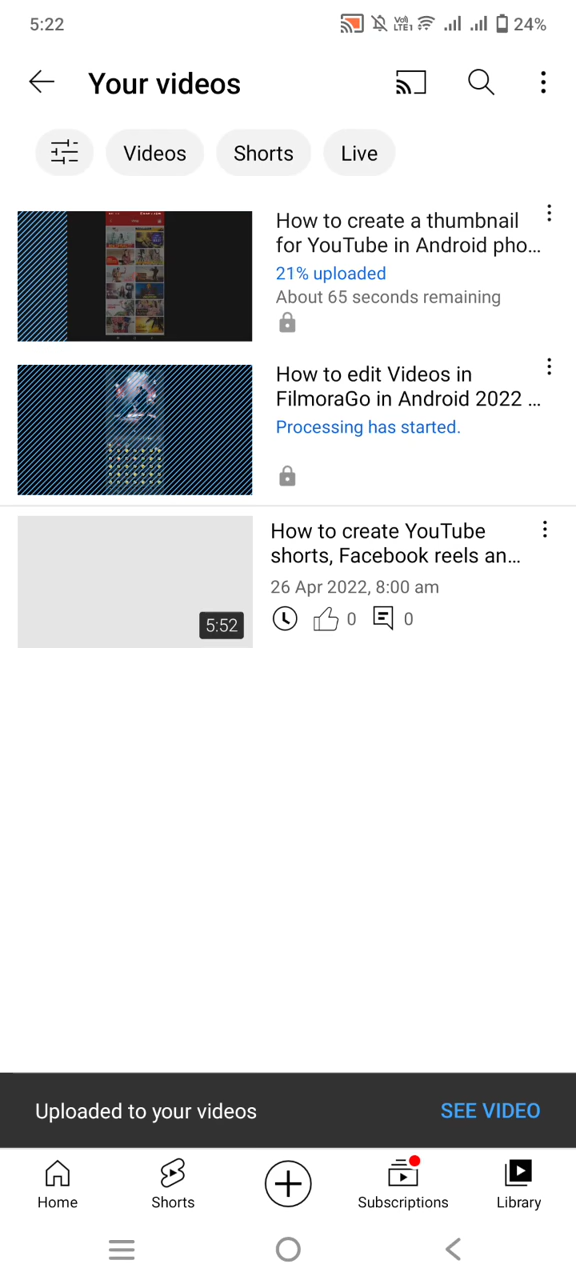 5:22
Vo) LTE1
24%
Your videos
Videos
Shorts
Live
How to create a thumbnail
for YouTube in Android pho...
21% uploaded
About 65 seconds remaining
How to edit Videos in
FilmoraGo in Android 2022 ...
Processing has started.
5:52
How to create YouTube
shorts, Facebook reels an...
26 Apr 2022, 8:00 am
0
0
Uploaded to your videos
SEE VIDEO
Home
Shorts
Subscriptions
Library